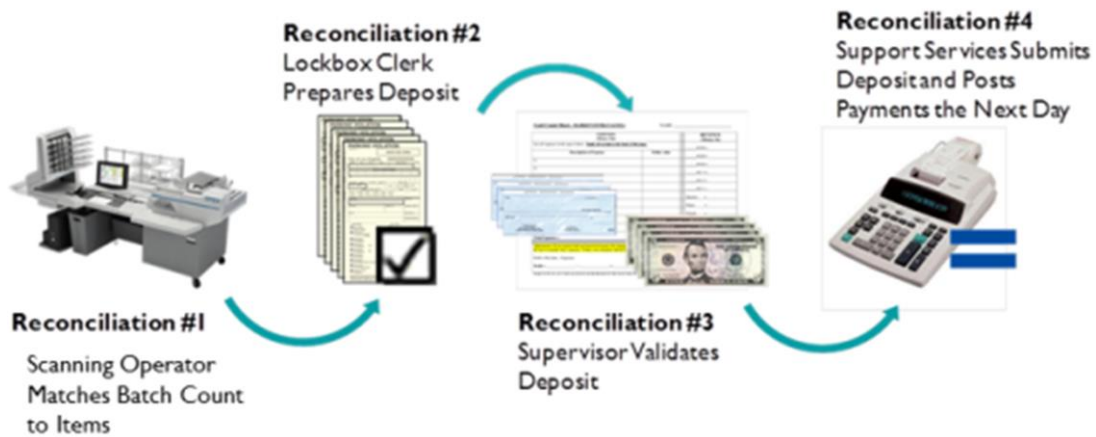 Reconciliation #1
Scanning Operator
Matches Batch Count
to Items
Reconciliation #2
Lockbox Clerk
Prepares Deposit
Reconciliation #3
Supervisor Validates
Deposit
Reconciliation #4
Support Services Submits
Deposit and Posts
Payments the Next Day